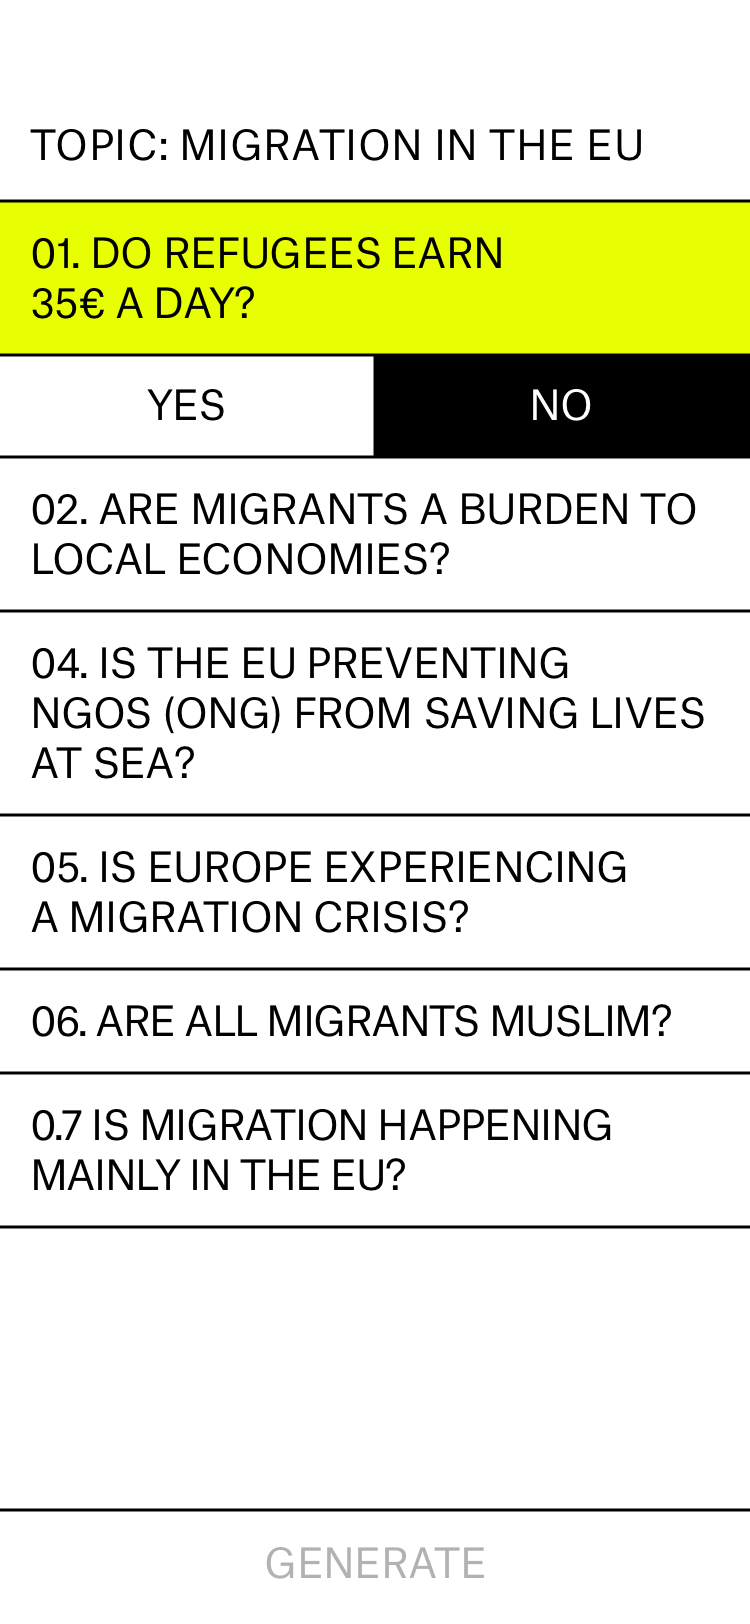 TOPIC: MIGRATION IN THE EU
01. DO REFUGEES EARN
35€ A DAY?
YES
NO
02. ARE MIGRANTS A BURDEN TO
LOCAL ECONOMIES?
04. IS THE EU PREVENTING
NGOS (ONG) FROM SAVING LIVES
AT SEA?
05. IS EUROPE EXPERIENCING
A MIGRATION CRISIS?
06. ARE ALL MIGRANTS MUSLIM?
0.7 IS MIGRATION HAPPENING
MAINLY IN THE EU?
GENERATE